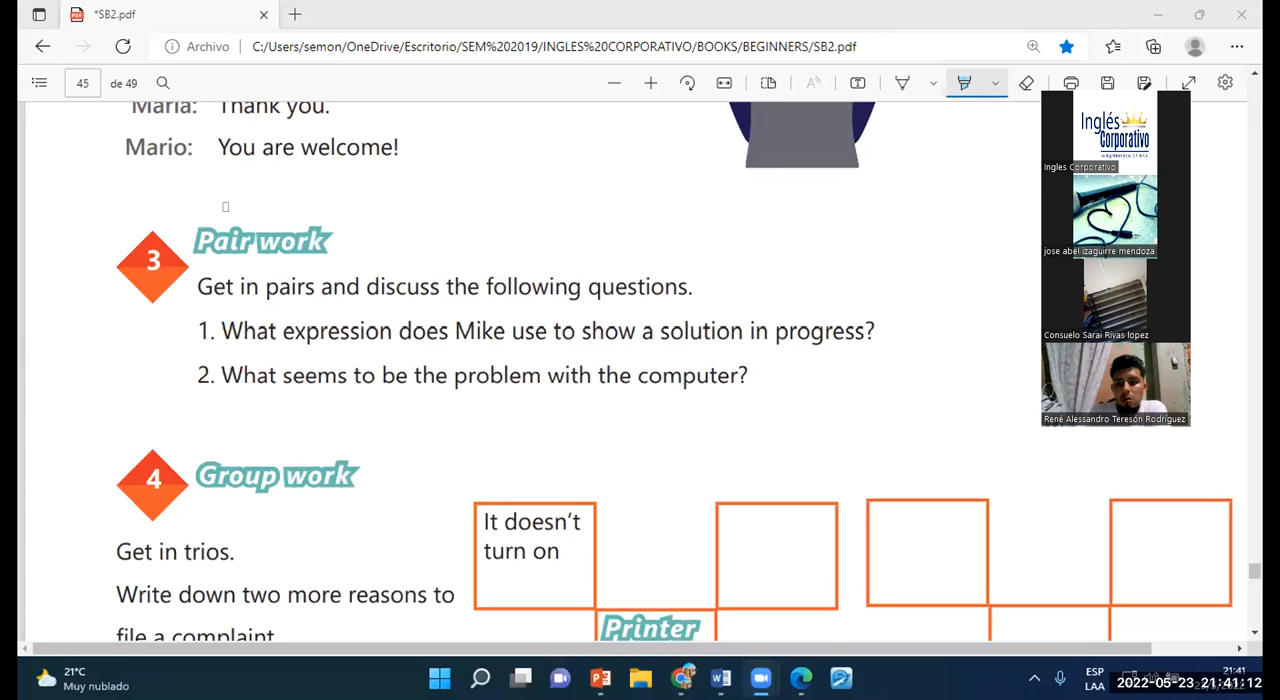 *SB2.pdf
Archivo
C:/Users/semon/OneDrive/Escritorio/SEM%202019/INGLES%20CORPORATIVO/BOOKS/BEGINNERS/SB2.pdf
45 de 49
Maria: Thank you.
Mario: You are welcome!
3 Pair work
Get in pairs and discuss the following questions.
1. What expression does Mike use to show a solution in progress?
2. What seems to be the problem with the computer?
4 Group work
Get in trios.
Write down two more reasons to
file a complaint
It doesn't
turn on
Printer
Inglés
Corporativo
Ingles Corporativo
jose abel izaguirre mendoza
Consuelo Sarai Rivas lopez
René Alessandro Teresón Rodríguez
21°C
Muy nublado
ESP
LAA
21:41
2022-05-23 21:41:12